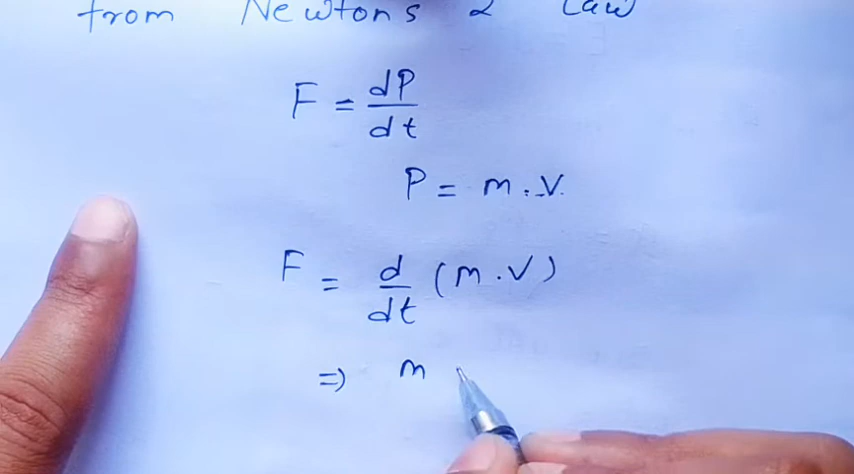 from Newtons 2 Law
F = dP/dt
P = m.V.
F = d/dt (m.V)
=> m